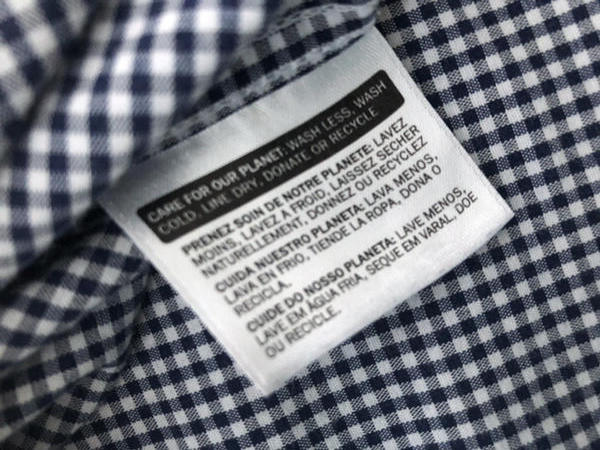 CARE FOR OUR PLANET: WASH LESS, WASH
COLD, LINE DRY, DONATE OR RECYCLE
PRENEZ SOIN DE NOTRE PLANETE: LAVEZ
MOINS, LAVEZ A FROID, LAISSEZ SECHER
NATURELLEMENT, DONNEZ OU RECYCLEZ
CUIDA NUESTRO PLANETA: LAVA MENOS,
LAVA EN FRIO, TIENDE LA ROPA, DONA O
RECICLA.
CUIDE DO NOSSO PLANETA: LAVE MENOS,
LAVE EM ÁGUA FRIA, SEQUE EM VARAL, DOE
OU RECICLE.